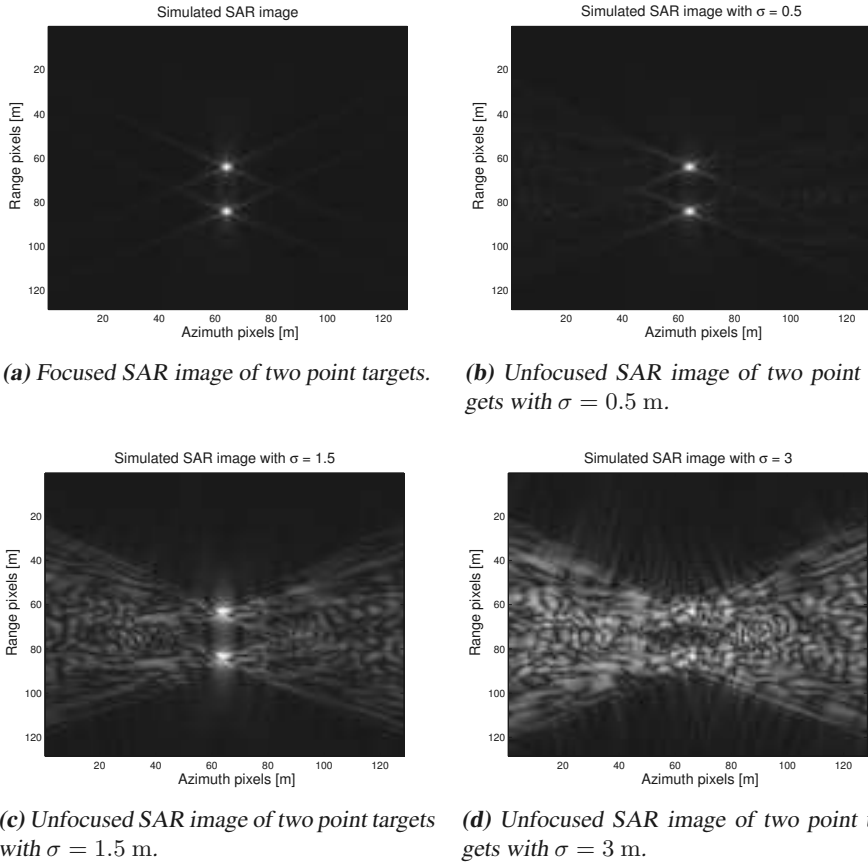 Simulated SAR image
Range pixels [m]
20
40
60
80
100
120
20 40 60 80 100 120
Azimuth pixels [m]
(a) Focused SAR image of two point targets.
Simulated SAR image with σ = 0.5
Range pixels [m]
20
40
60
80
100
120
20 40 60 80 100 120
Azimuth pixels [m]
(b) Unfocused SAR image of two point
gets with σ = 0.5 m.
Simulated SAR image with σ = 1.5
Range pixels [m]
20
40
60
80
100
120
20 40 60 80 100 120
Azimuth pixels [m]
(c) Unfocused SAR image of two point targets
with σ = 1.5 m.
Simulated SAR image with σ = 3
Range pixels [m]
20
40
60
80
100
120
20 40 60 80 100 120
Azimuth pixels [m]
(d) Unfocused SAR image of two point
gets with σ = 3 m.